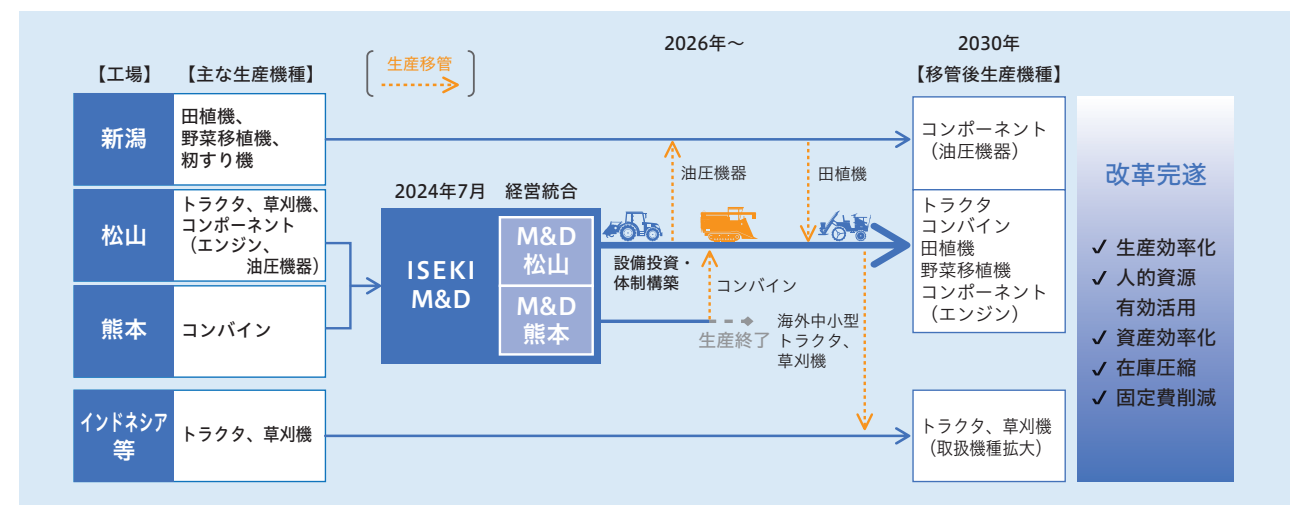 2026年〜
2030年
【工場】
【主な生産機種】
生産移管
【移管後生産機種】
新潟
田植機、
野菜移植機、
籾すり機
コンポーネント
（油圧機器）
油圧機器
田植機
松山
トラクタ、草刈機、
コンポーネント
（エンジン、
油圧機器）
熊本
コンバイン
2024年7月　経営統合
ISEKI
M&D
M&D
松山
M&D
熊本
設備投資・
体制構築
コンバイン
生産終了
海外中小型
トラクタ、
草刈機
トラクタ
コンバイン
田植機
野菜移植機
コンポーネント
（エンジン）
インドネシア
等
トラクタ、草刈機
トラクタ、草刈機
（取扱機種拡大）
改革完遂
✓ 生産効率化
✓ 人的資源
有効活用
✓ 資産効率化
✓ 在庫圧縮
✓ 固定費削減